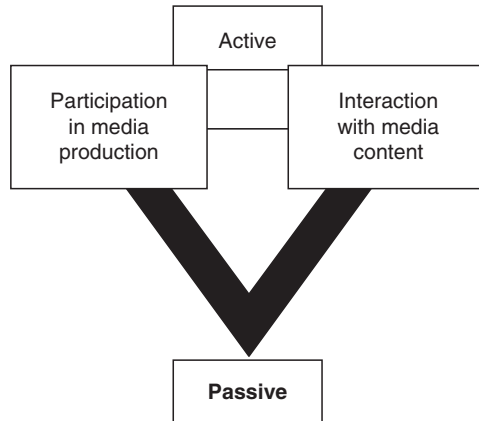 Active
Participation
in media
production
Interaction
with media
content
Passive